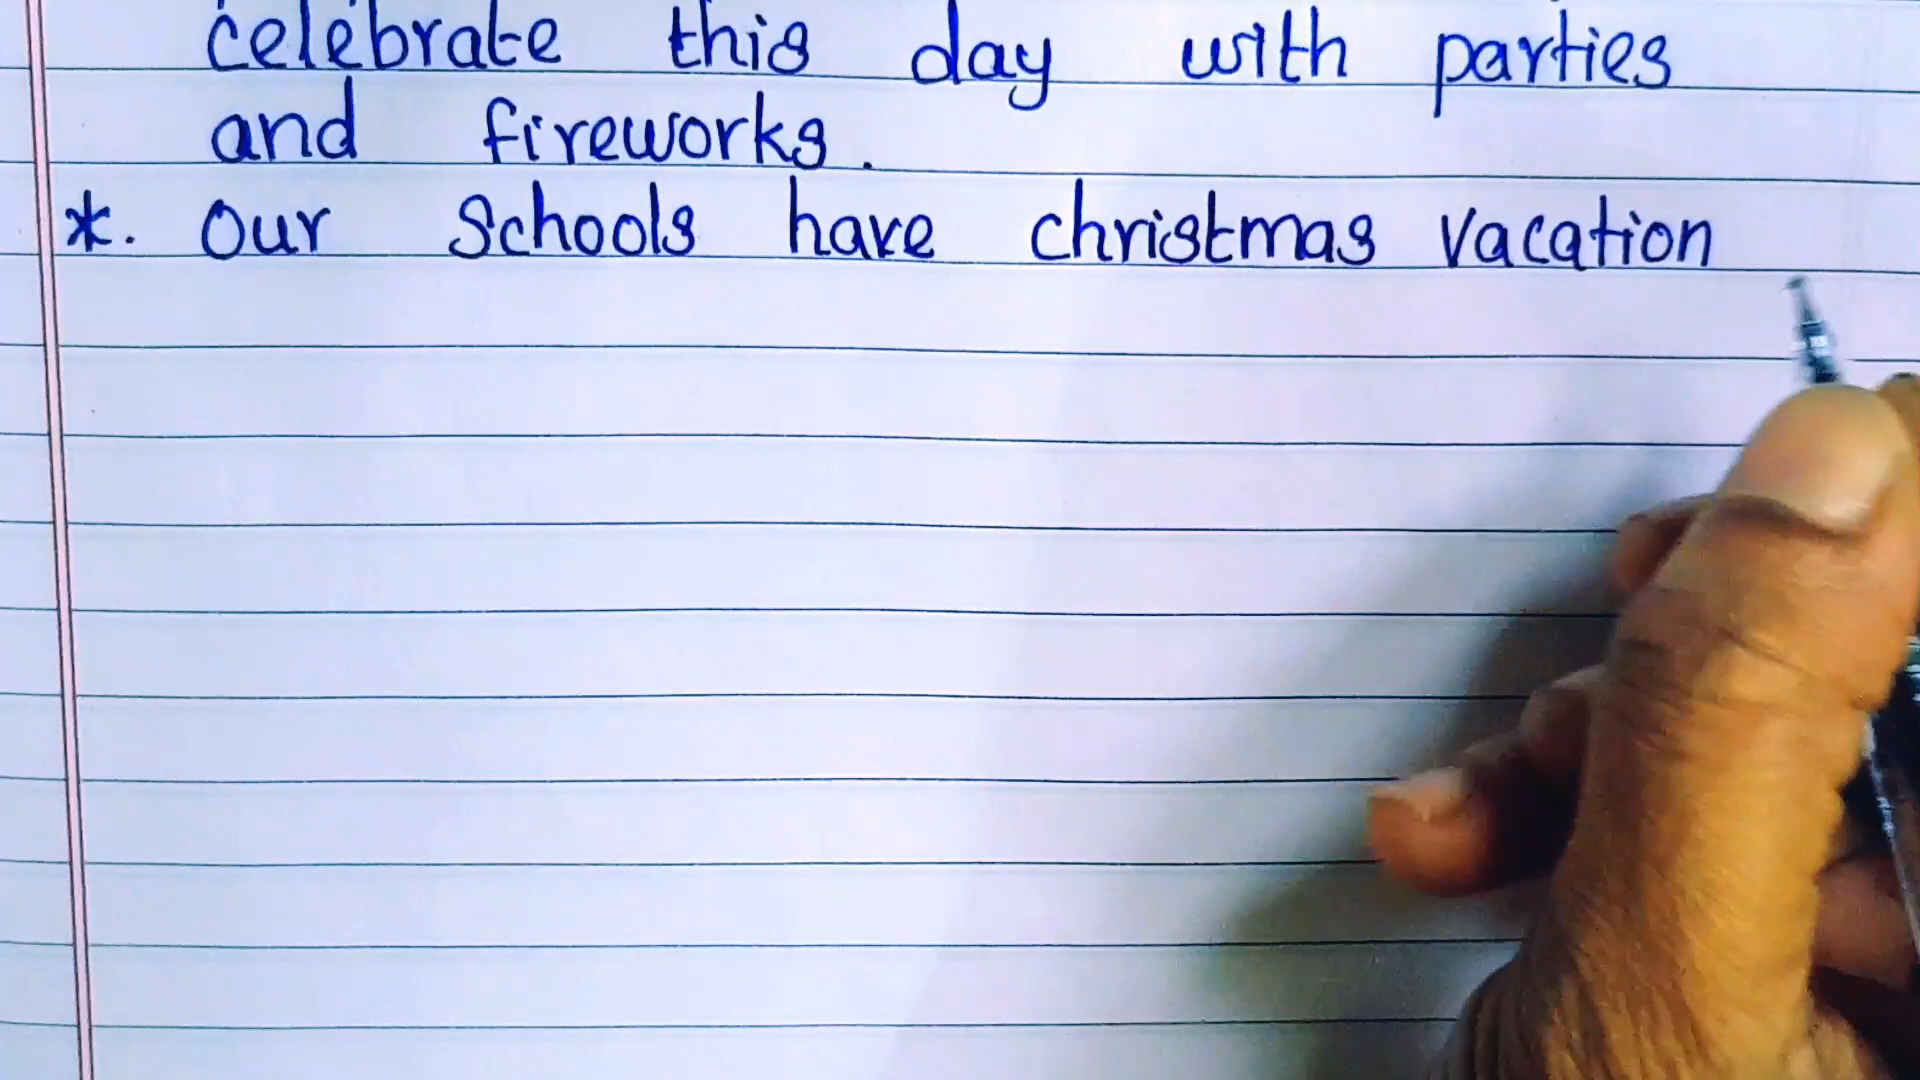 celebrate this day with parties
and fireworks.
*. Our Schools have christmas vacation